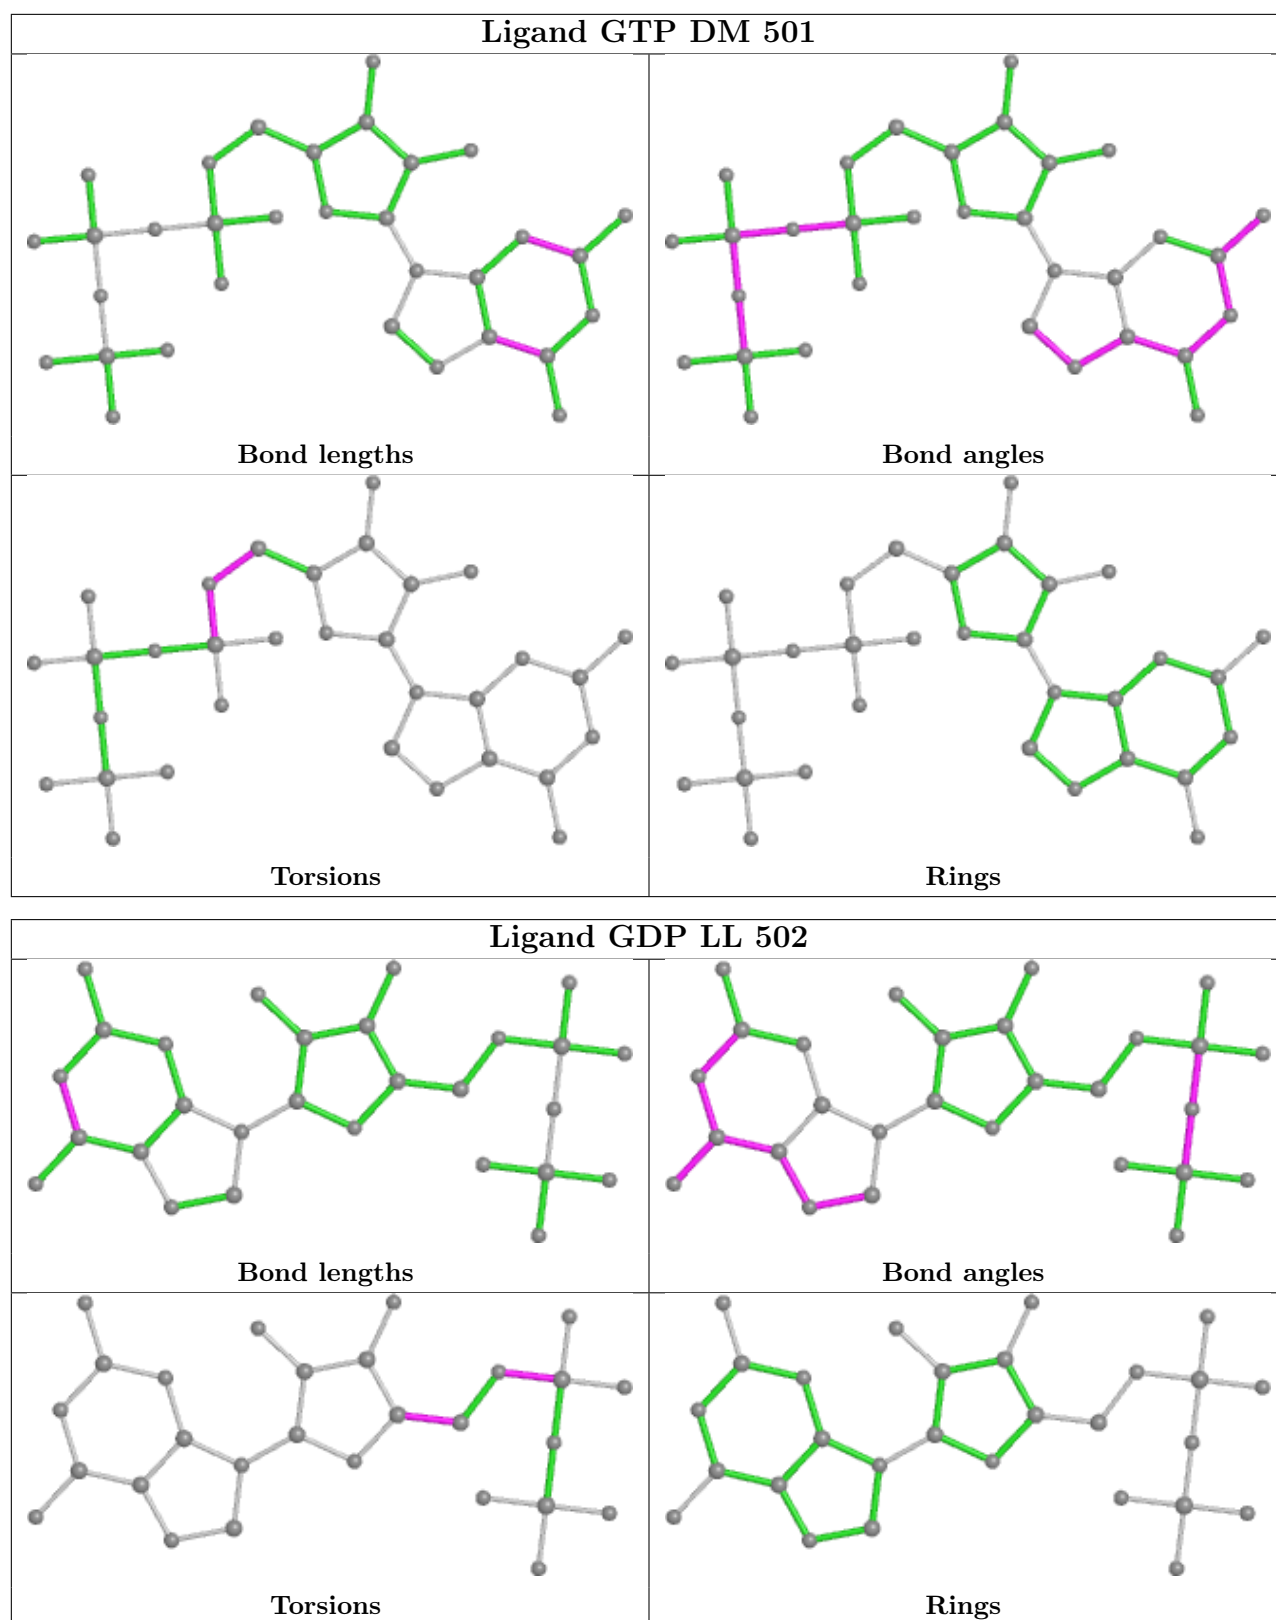 Ligand GTP DM 501
Bond lengths
Bond angles
Torsions
Rings
Ligand GDP LL 502
Bond lengths
Bond angles
Torsions
Rings